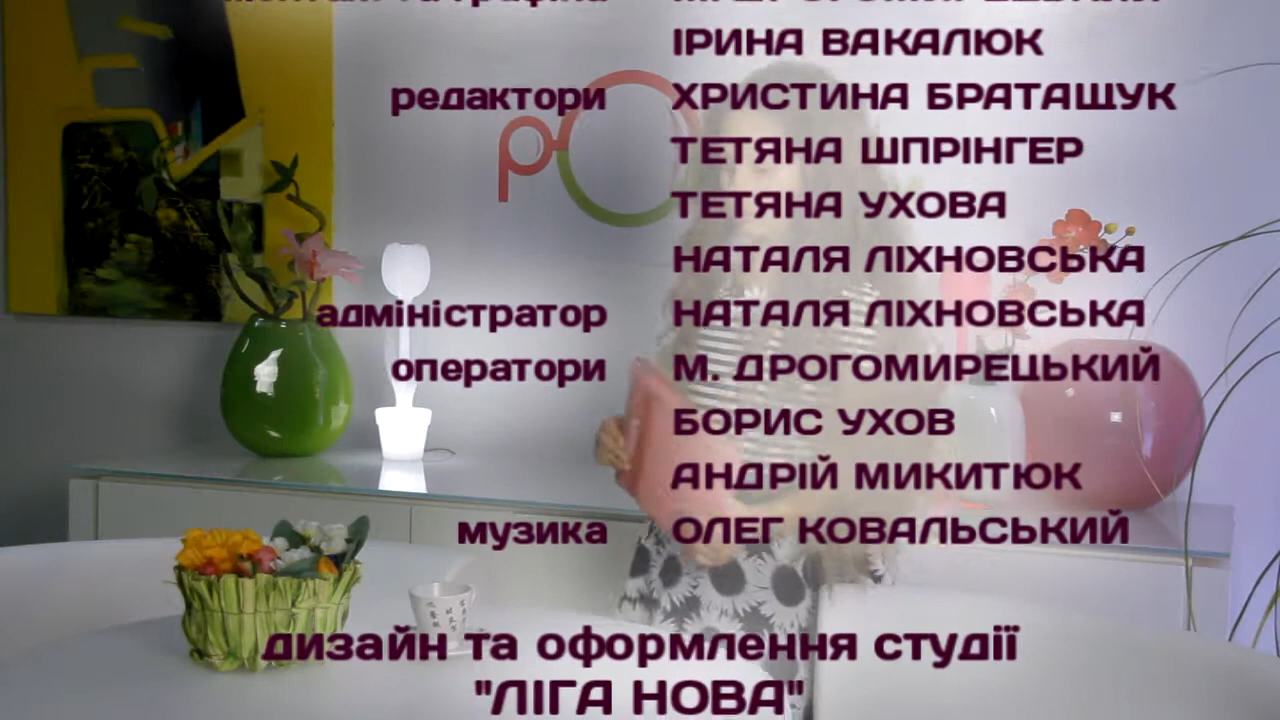 ІРИНА ВАКАЛЮК
редактори ХРИСТИНА БРАТАЩУК
ТЕТЯНА ШПРІНГЕР
ТЕТЯНА УХОВА
НАТАЛЯ ЛІХНОВСЬКА
адміністратор НАТАЛЯ ЛІХНОВСЬКА
оператори М. ДРОГОМИРЕЦЬКИЙ
БОРИС УХОВ
АНДРІЙ МИКИТЮК
музика ОЛЕГ КОВАЛЬСЬКИЙ
дизайн та оформлення студії
"ЛІГА НОВА"